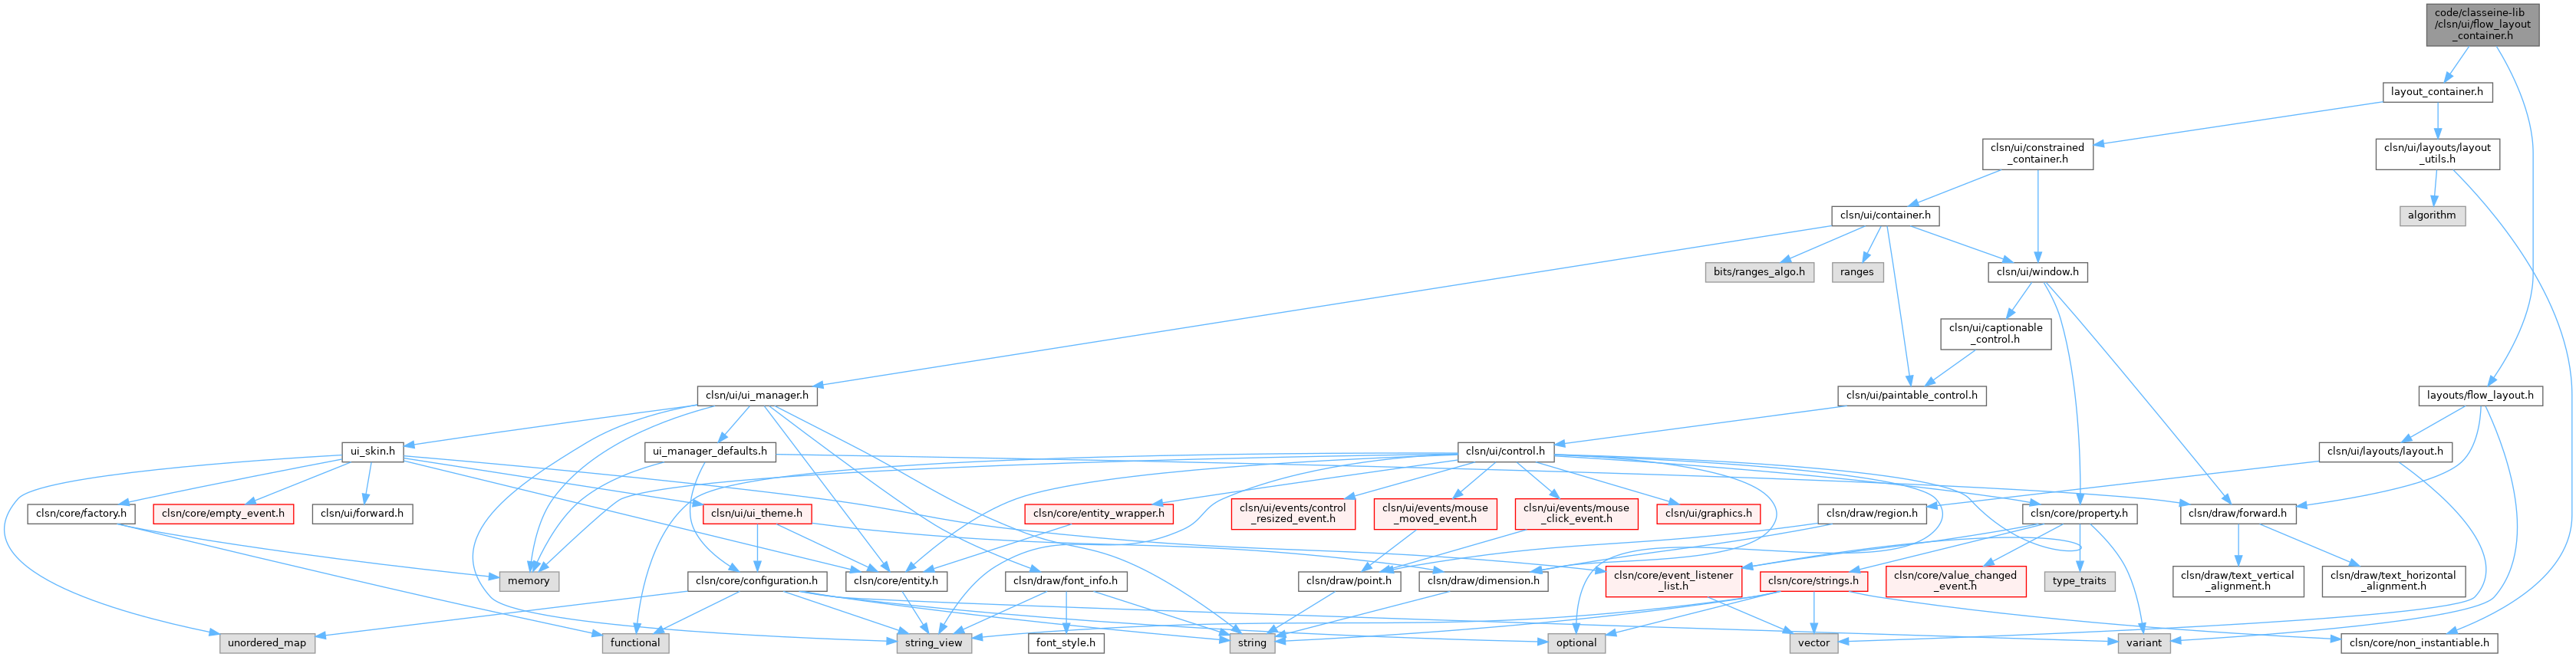 code/classeine-lib
/clsn/ui/flow_layout
_container.h
layout_container.h
clsn/ui/constrained
_container.h
clsn/ui/layouts/layout
_utils.h
clsn/ui/container.h
algorithm
bits/ranges_algo.h
ranges
clsn/ui/window.h
clsn/ui/captionable
_control.h
clsn/ui/ui_manager.h
clsn/ui/paintable_control.h
layouts/flow_layout.h
ui_skin.h
ui_manager_defaults.h
clsn/ui/control.h
clsn/ui/layouts/layout.h
clsn/core/factory.h
clsn/core/empty_event.h
clsn/ui/forward.h
clsn/ui/ui_theme.h
clsn/core/entity_wrapper.h
clsn/ui/events/control
_resized_event.h
clsn/ui/events/mouse
_moved_event.h
clsn/ui/events/mouse
_click_event.h
clsn/ui/graphics.h
clsn/draw/region.h
clsn/core/property.h
clsn/draw/forward.h
memory
clsn/core/configuration.h
clsn/core/entity.h
clsn/draw/font_info.h
clsn/draw/point.h
clsn/draw/dimension.h
clsn/core/event_listener
_list.h
clsn/core/strings.h
clsn/core/value_changed
_event.h
type_traits
clsn/draw/text_vertical
_alignment.h
clsn/draw/text_horizontal
_alignment.h
unordered_map
functional
string_view
font_style.h
string
optional
vector
variant
clsn/core/non_instantiable.h